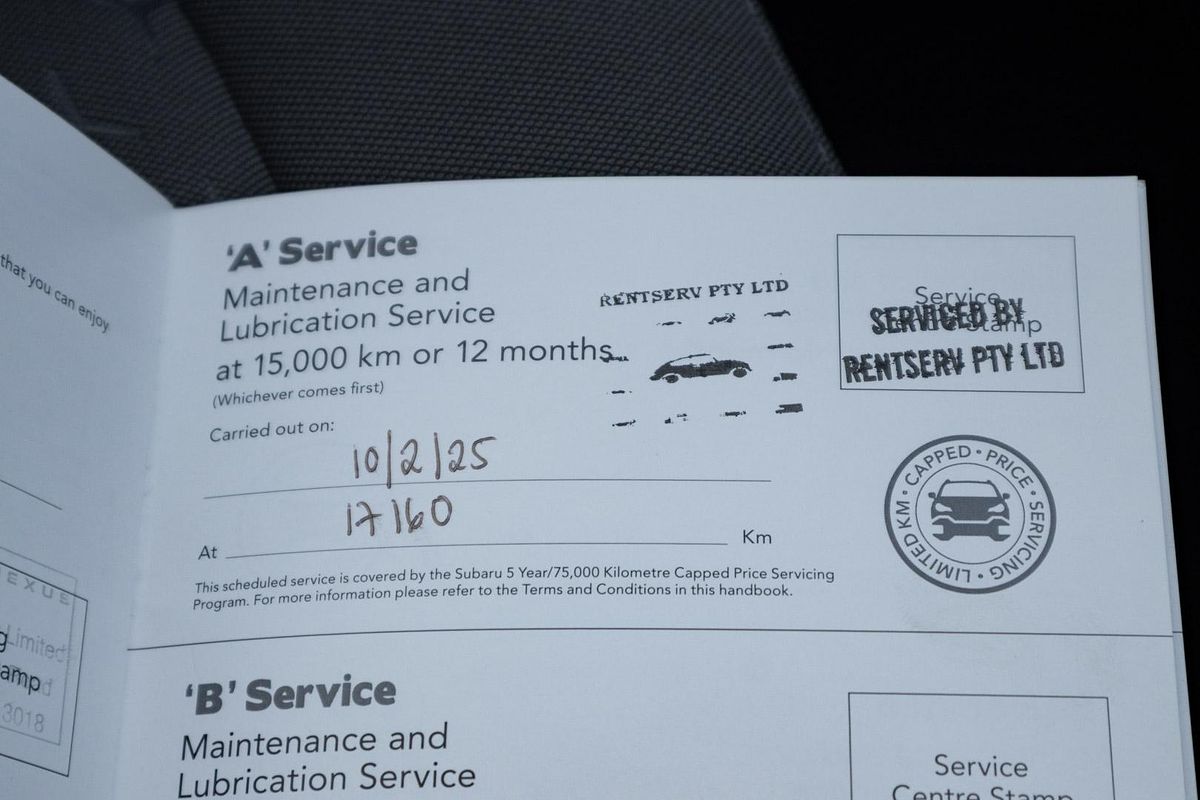 that you can enjoy
EXUS
Limited
amp
3018
'A' Service
Maintenance and
Lubrication Service
at 15,000 km or 12 months
(Whichever comes first)
RENTSERV PTY LTD
Service
Stamp
SERVICED BY
RENTSERV PTY LTD
Carried out on:
10/2/25
17160
At
Km
LIMITED KM • CAPPED • PRICE • SERVICING •
This scheduled service is covered by the Subaru 5 Year/75,000 Kilometre Capped Price Servicing
Program. For more information please refer to the Terms and Conditions in this handbook.
'B' Service
Maintenance and
Lubrication Service
Service
Centre Stamp